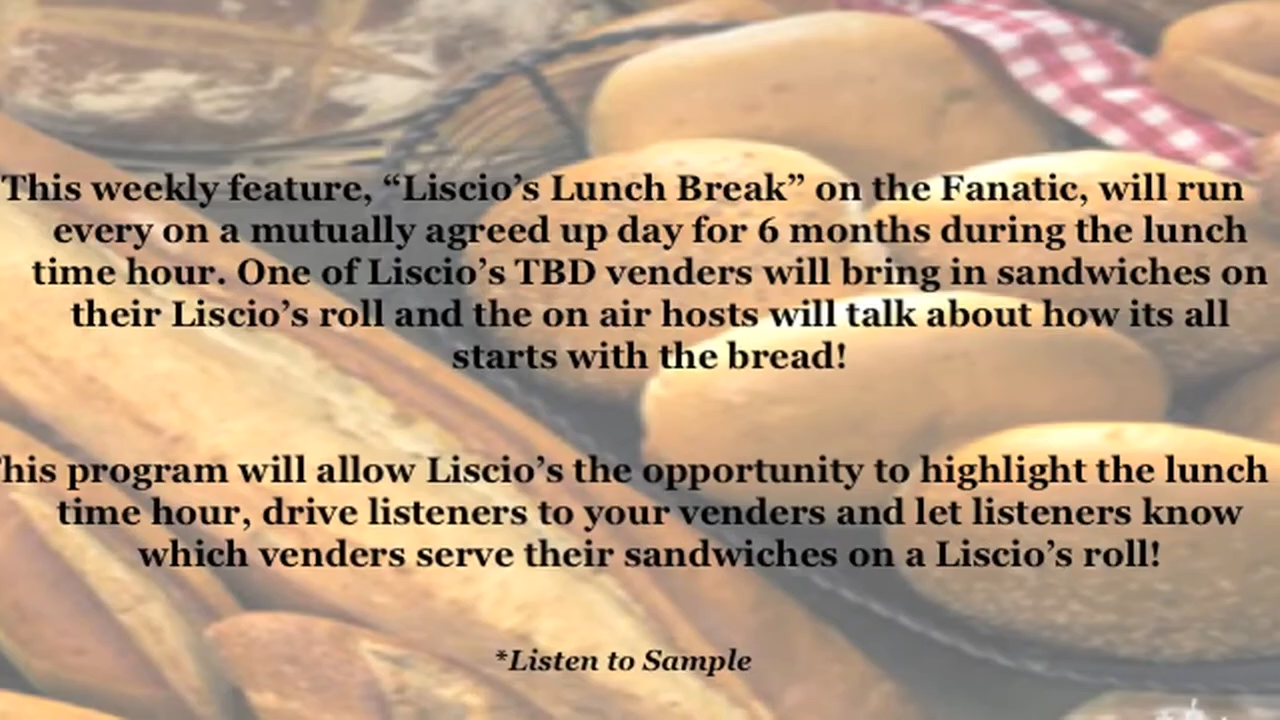 This weekly feature, “Liscio’s Lunch Break” on the Fanatic, will run
every on a mutually agreed up day for 6 months during the lunch
time hour. One of Liscio’s TBD venders will bring in sandwiches on
their Liscio’s roll and the on air hosts will talk about how its all
starts with the bread!
This program will allow Liscio’s the opportunity to highlight the lunch
time hour, drive listeners to your venders and let listeners know
which venders serve their sandwiches on a Liscio’s roll!
*Listen to Sample